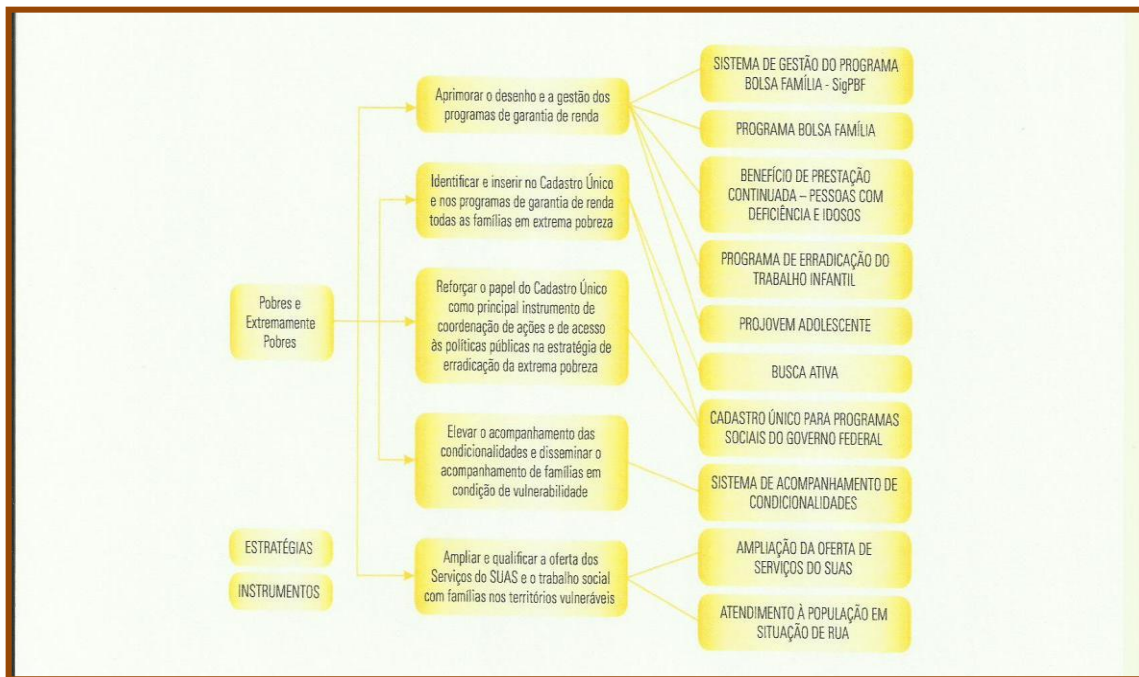 Pobres e
Extremamente
Pobres
ESTRATÉGIAS
INSTRUMENTOS
Aprimorar o desenho e a gestão dos
programas de garantia de renda
Identificar e inserir no Cadastro Único
e nos programas de garantia de renda
todas as famílias em extrema pobreza
Reforçar o papel do Cadastro Único
como principal instrumento de
coordenação de ações e de acesso
às políticas públicas na estratégia de
erradicação da extrema pobreza
Elevar o acompanhamento das
condicionalidades e disseminar o
acompanhamento de famílias em
condição de vulnerabilidade
Ampliar e qualificar a oferta dos
Serviços do SUAS e o trabalho social
com famílias nos territórios vulneráveis
SISTEMA DE GESTÃO DO PROGRAMA
BOLSA FAMÍLIA - SigPBF
PROGRAMA BOLSA FAMÍLIA
BENEFÍCIO DE PRESTAÇÃO
CONTINUADA – PESSOAS COM
DEFICIÊNCIA E IDOSOS
PROGRAMA DE ERRADICAÇÃO DO
TRABALHO INFANTIL
PROJOVEM ADOLESCENTE
BUSCA ATIVA
CADASTRO ÚNICO PARA PROGRAMAS
SOCIAIS DO GOVERNO FEDERAL
SISTEMA DE ACOMPANHAMENTO DE
CONDICIONALIDADES
AMPLIAÇÃO DA OFERTA DE
SERVIÇOS DO SUAS
ATENDIMENTO À POPULAÇÃO EM
SITUAÇÃO DE RUA